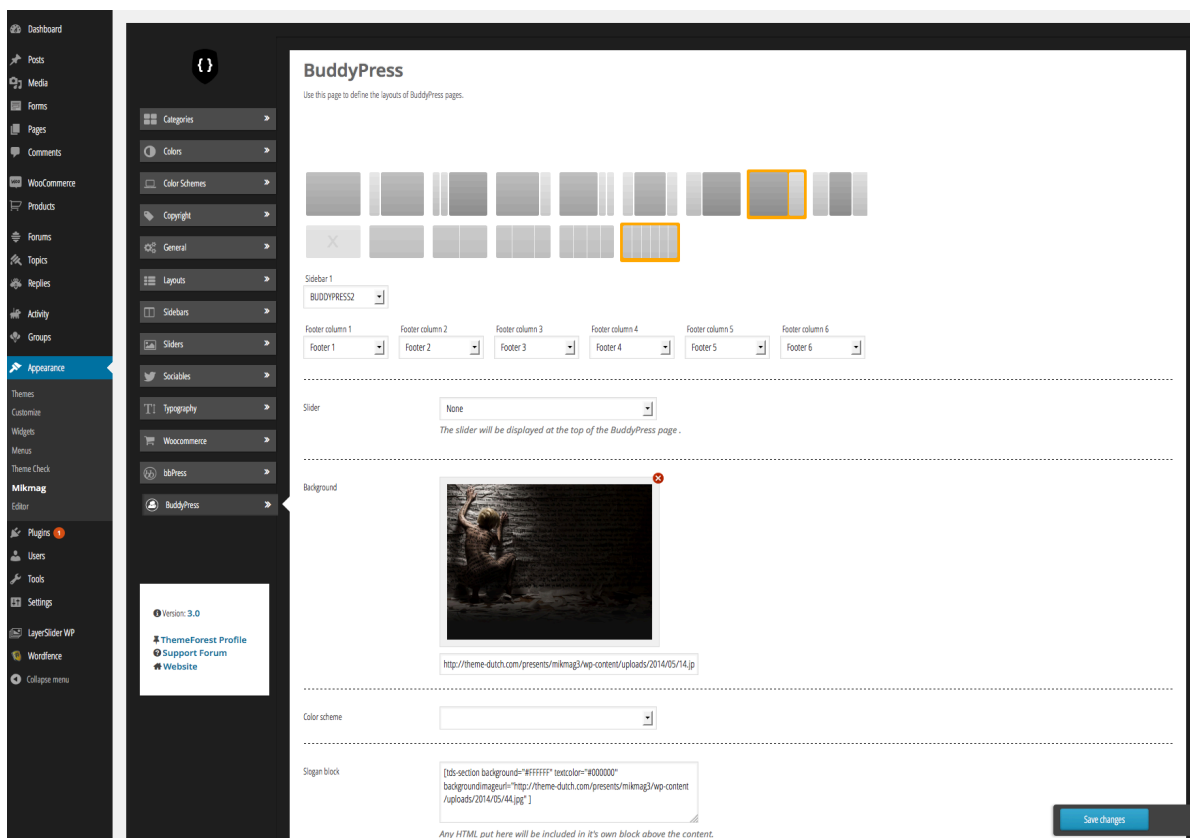 Dashboard
Posts
Media
Forms
Pages
Comments
WooCommerce
Products
Forums
Topics
Replies
Activity
Groups
Appearance
Themes
Customize
Widgets
Menus
Theme Check
Mikmag
Editor
Plugins 1
Users
Tools
Settings
LayerSlider WP
Wordfence
Collapse menu
{ }
Categories »
Colors »
Color Schemes »
Copyright »
General »
Layouts »
Sidebars »
Sliders »
Sociables »
Typography »
Woocommerce »
bbPress »
BuddyPress »
Version: 3.0
ThemeForest Profile
Support Forum
Website
BuddyPress
Use this page to define the layouts of BuddyPress pages.
X
Sidebar 1
BUDDYPRESS2
Footer column 1 Footer column 2 Footer column 3 Footer column 4 Footer column 5 Footer column 6
Footer 1 Footer 2 Footer 3 Footer 4 Footer 5 Footer 6
Slider None
The slider will be displayed at the top of the BuddyPress page .
Background
http://theme-dutch.com/presents/mikmag3/wp-content/uploads/2014/05/14.jp
Color scheme
Slogan block
[tds-section background="#FFFFFF" textcolor="#000000"
backgroundimageurl="http://theme-dutch.com/presents/mikmag3/wp-content
/uploads/2014/05/44.jpg" ]
Any HTML put here will be included in it's own block above the content.
Save changes